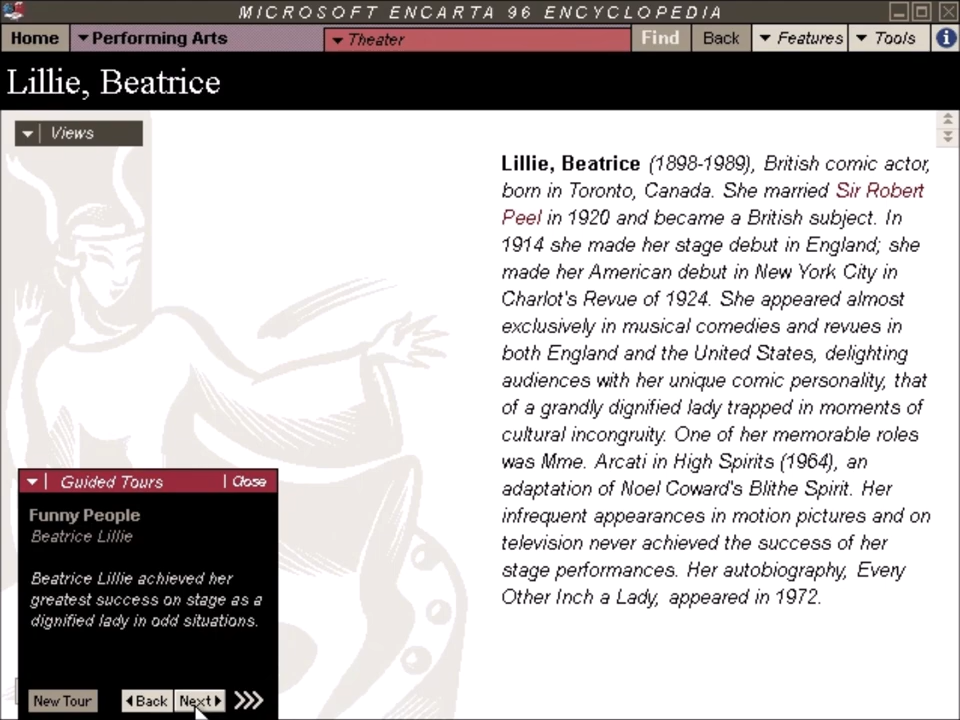 MICROSOFT ENCARTA 96 ENCYCLOPEDIA
Home Performing Arts Theater Find Back Features Tools i
Lillie, Beatrice
Views
Lillie, Beatrice (1898-1989), British comic actor,
born in Toronto, Canada. She married Sir Robert
Peel in 1920 and became a British subject. In
1914 she made her stage debut in England; she
made her American debut in New York City in
Charlot's Revue of 1924. She appeared almost
exclusively in musical comedies and revues in
both England and the United States, delighting
audiences with her unique comic personality, that
of a grandly dignified lady trapped in moments of
cultural incongruity. One of her memorable roles
was Mme. Arcati in High Spirits (1964), an
adaptation of Noel Coward's Blithe Spirit. Her
infrequent appearances in motion pictures and on
television never achieved the success of her
stage performances. Her autobiography, Every
Other Inch a Lady, appeared in 1972.
Guided Tours Close
Funny People
Beatrice Lillie
Beatrice Lillie achieved her
greatest success on stage as a
dignified lady in odd situations.
New Tour Back Next